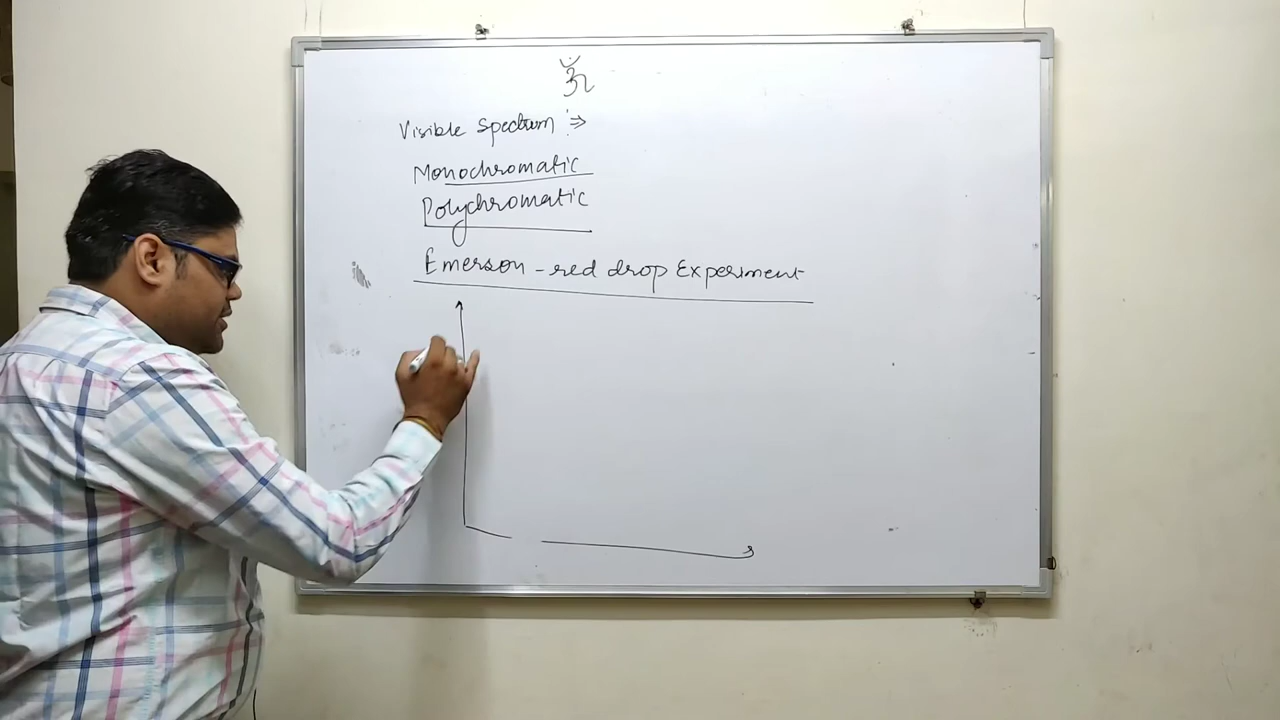 ॐ
Visible Spectrum :⇒
Monochromatic
Polychromatic
Emerson - red drop Experiment